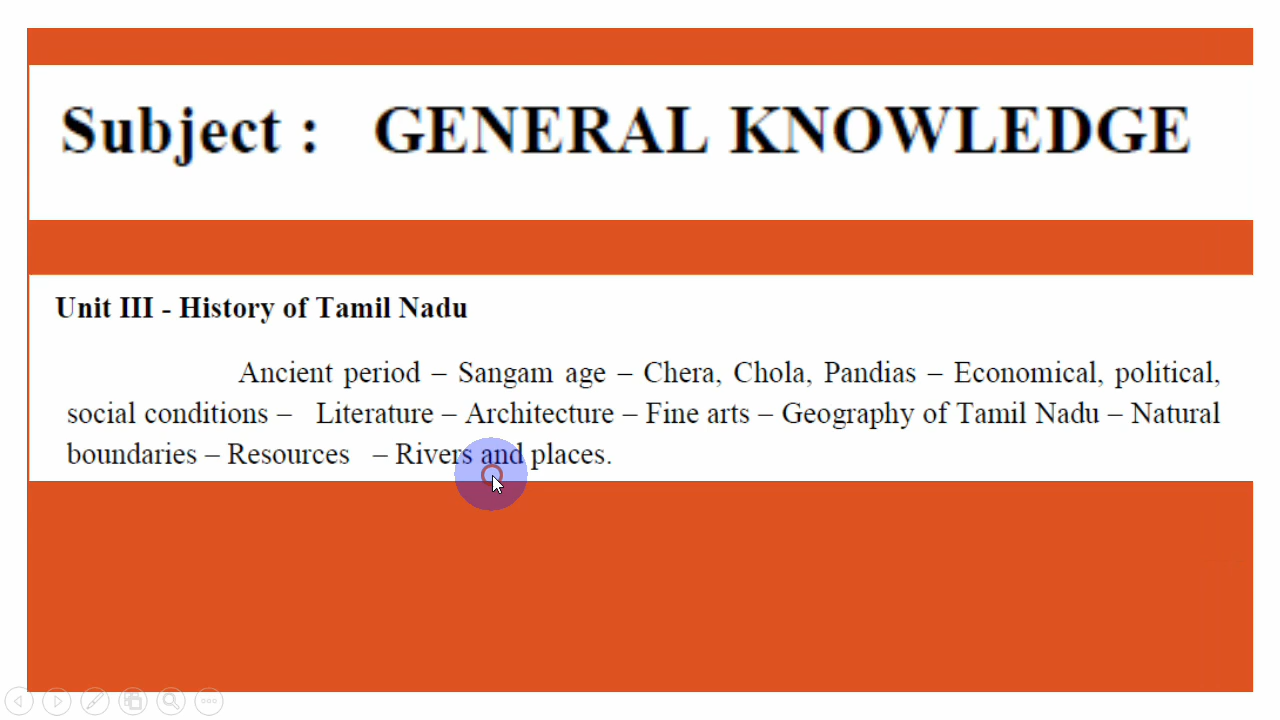 Subject : GENERAL KNOWLEDGE
Unit III - History of Tamil Nadu
Ancient period – Sangam age – Chera, Chola, Pandias – Economical, political,
social conditions – Literature – Architecture – Fine arts – Geography of Tamil Nadu – Natural
boundaries – Resources – Rivers and places.